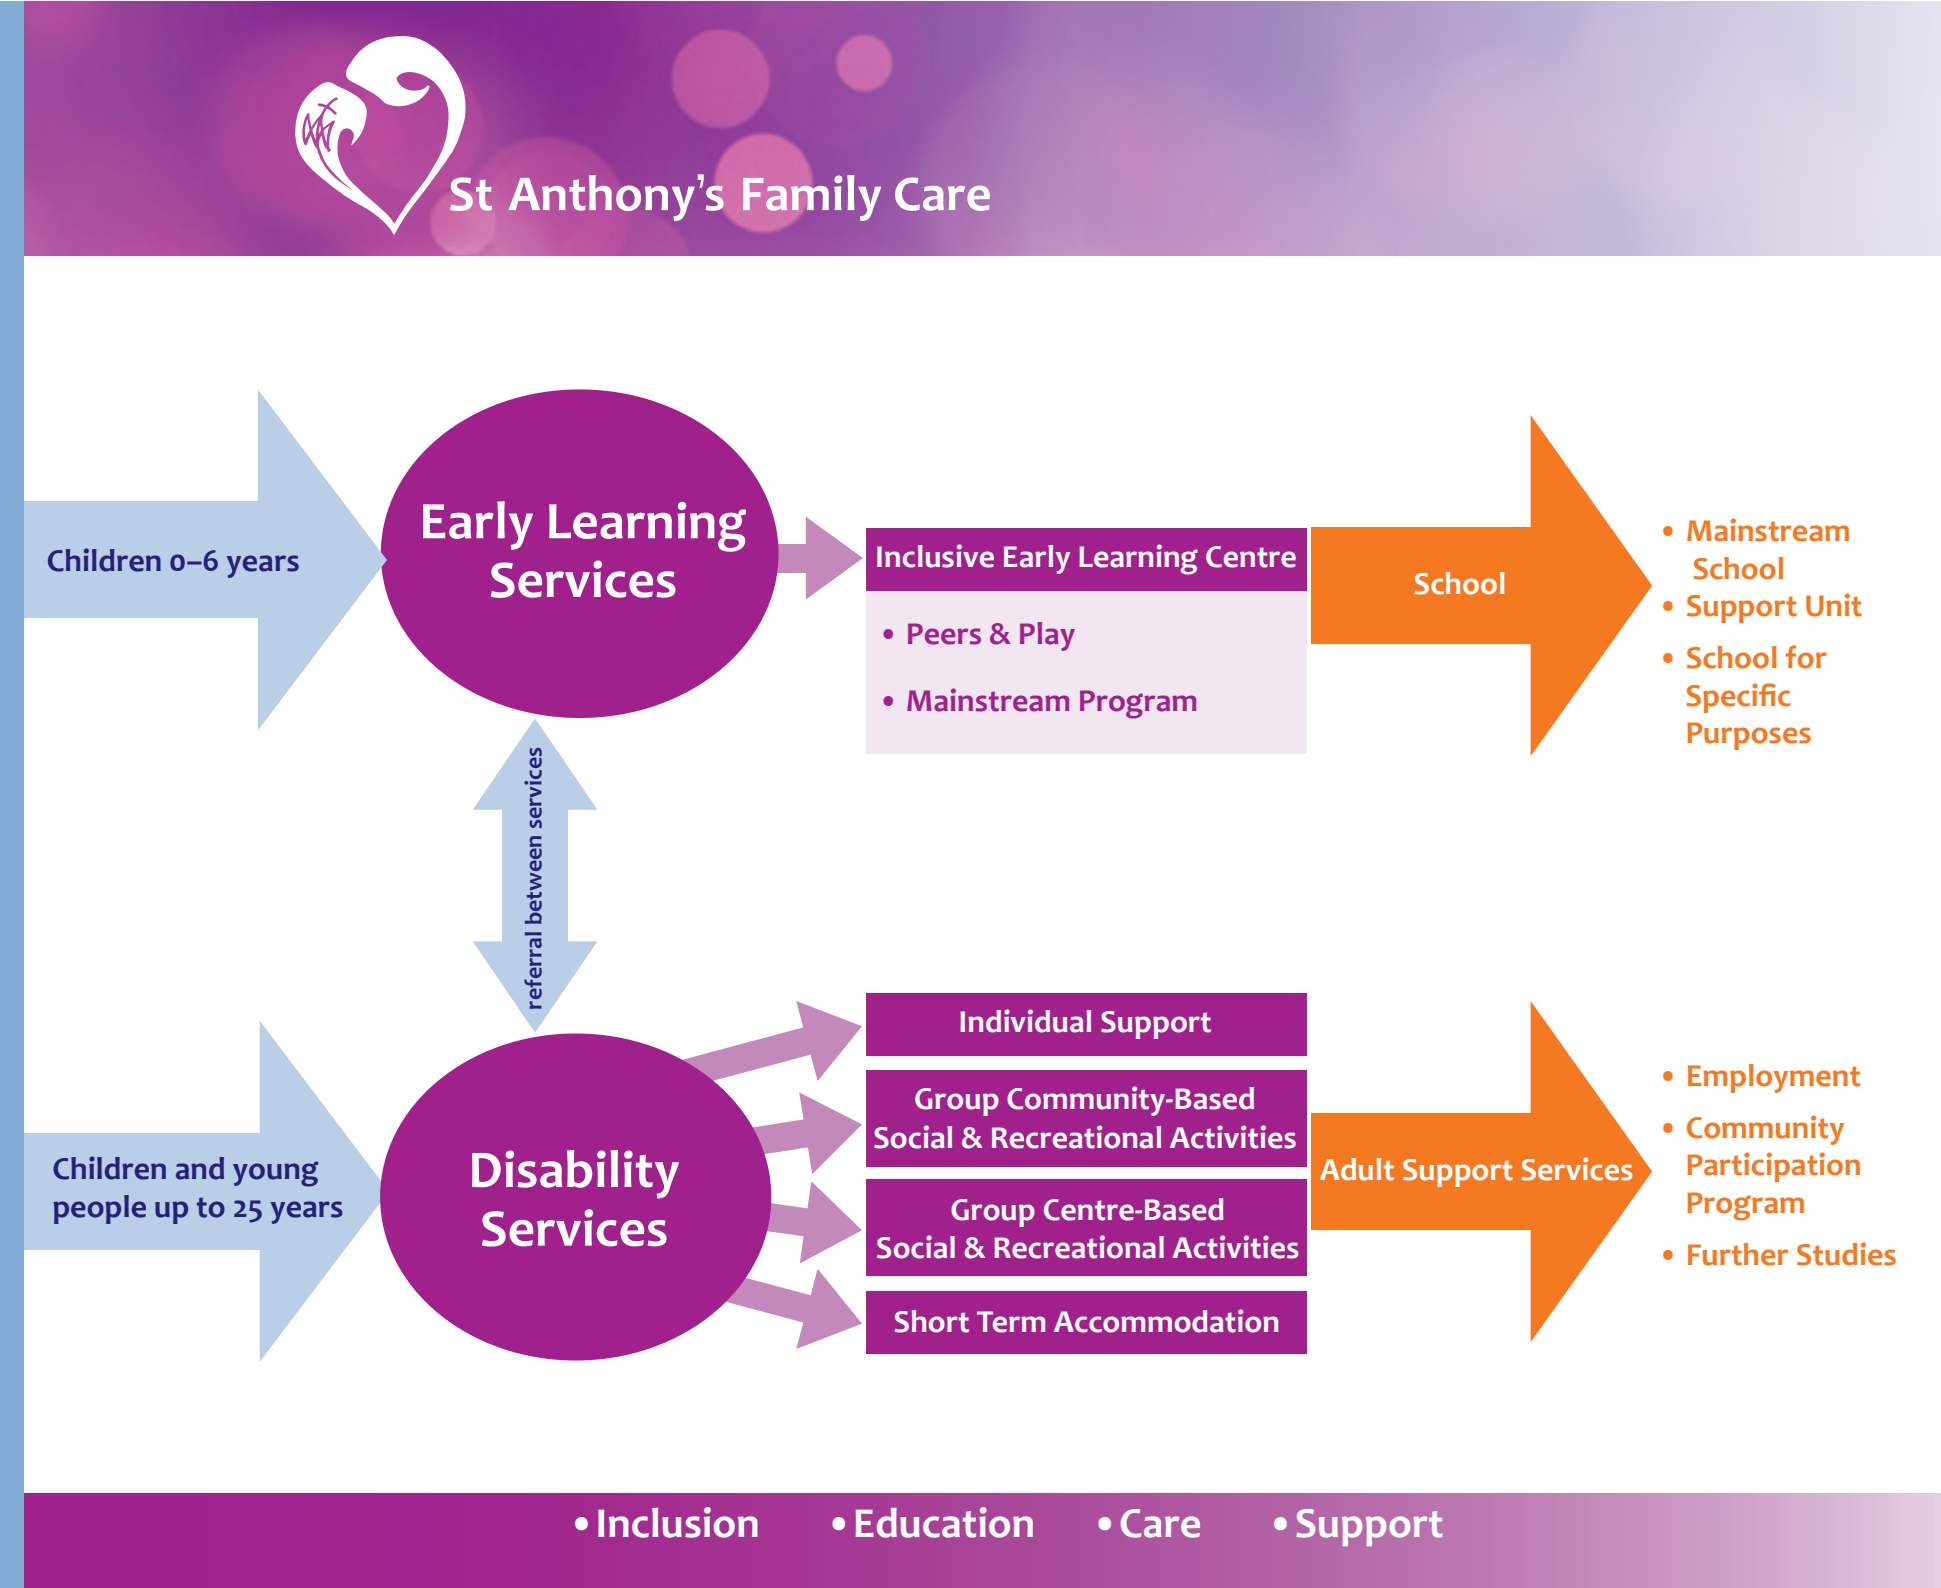 St Anthony’s Family Care
Children 0–6 years
Early Learning
Services
Inclusive Early Learning Centre
• Peers & Play
• Mainstream Program
School
• Mainstream
School
• Support Unit
• School for
Specific
Purposes
referral between services
Children and young
people up to 25 years
Disability
Services
Individual Support
Group Community-Based
Social & Recreational Activities
Group Centre-Based
Social & Recreational Activities
Short Term Accommodation
Adult Support Services
• Employment
• Community
Participation
Program
• Further Studies
• Inclusion • Education • Care • Support